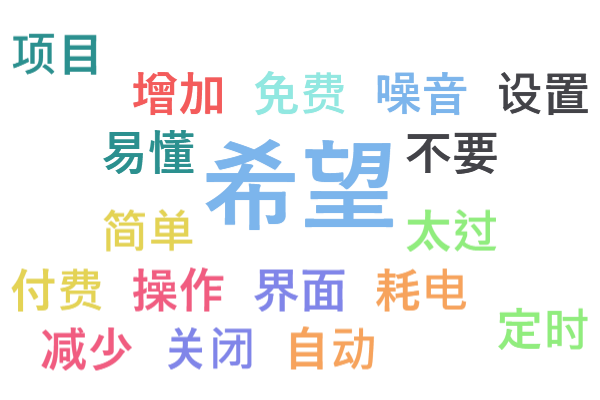 项目
增加 免费 噪音 设置
易懂 希望 不要
简单 太过
付费 操作 界面 耗电
定时
减少 关闭 自动